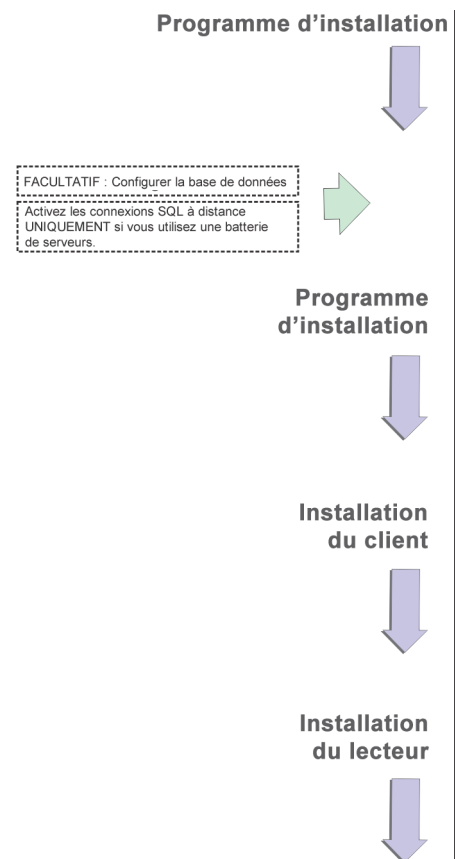 Programme d’installation
FACULTATIF : Configurer la base de données
Activez les connexions SQL à distance
UNIQUEMENT si vous utilisez une batterie
de serveurs.
Programme
d’installation
Installation
du client
Installation
du lecteur